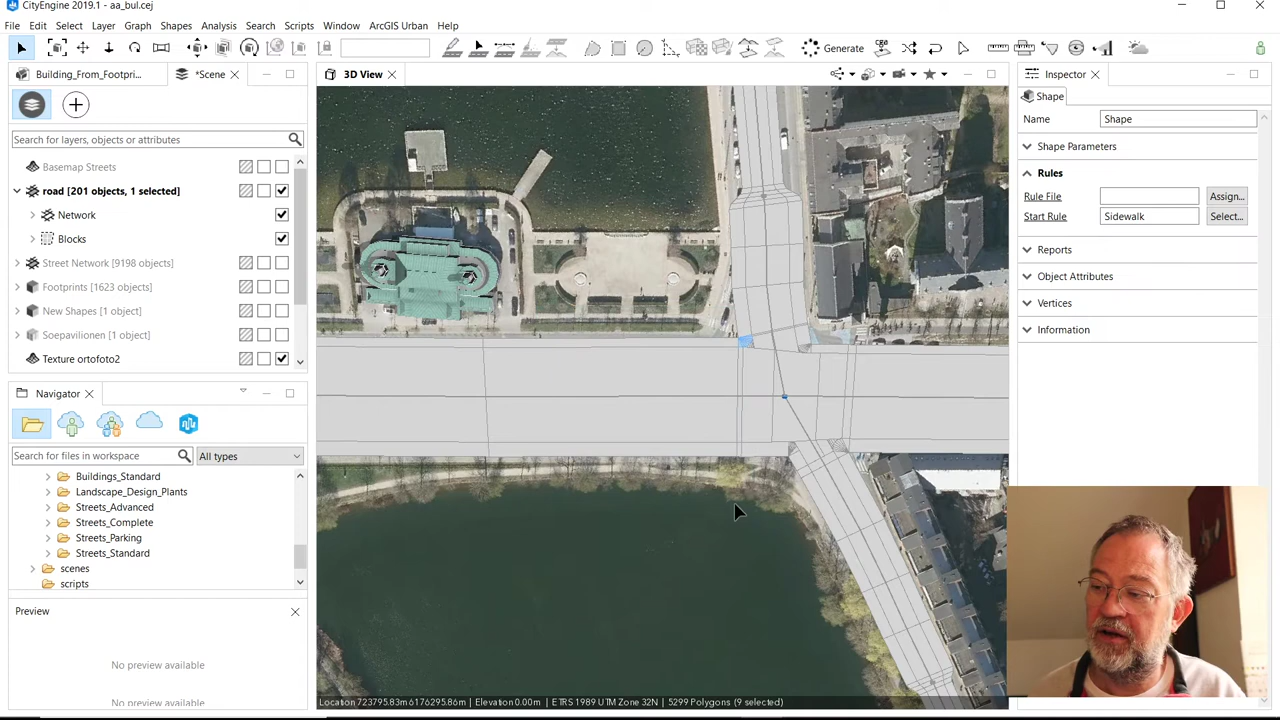 CityEngine 2019.1 - aa_bul.cej
File Edit Select Layer Graph Shapes Analysis Search Scripts Window ArcGIS Urban Help
Generate
Building_From_Footpri...
*Scene
3D View
Inspector
Shape
Name
Shape
Search for layers, objects or attributes
Shape Parameters
Basemap Streets
Rules
road [201 objects, 1 selected]
Rule File
Assign...
Network
Start Rule
Sidewalk
Select...
Blocks
Reports
Street Network [9198 objects]
Object Attributes
Footprints [1623 objects]
Vertices
New Shapes [1 object]
Information
Soepavilionen [1 object]
Texture ortofoto2
Navigator
Search for files in workspace
All types
Buildings_Standard
Landscape_Design_Plants
Streets_Advanced
Streets_Complete
Streets_Parking
Streets_Standard
scenes
scripts
Preview
No preview available
No preview available
Location 723795.83m 6176295.86m | Elevation 0.00m | ETRS 1989 UTM Zone 32N | 5299 Polygons (9 selected)